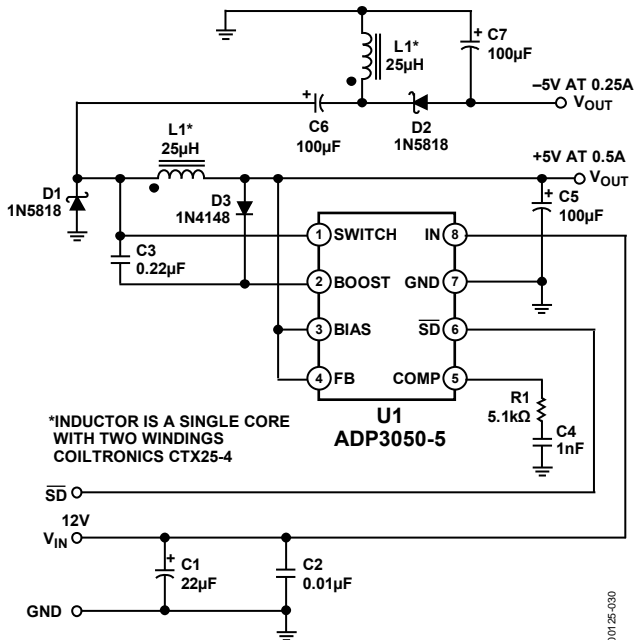 L1*
25µH
+ C7
100µF
–5V AT 0.25A
VOUT
+
C6
100µF
D2
1N5818
L1*
25µH
+5V AT 0.5A
VOUT
D1
1N5818
D3
1N4148
+ C5
100µF
C3
0.22µF
1 SWITCH IN 8
2 BOOST GND 7
3 BIAS SD 6
4 FB COMP 5
U1
ADP3050-5
R1
5.1kΩ
C4
1nF
*INDUCTOR IS A SINGLE CORE
WITH TWO WINDINGS
COILTRONICS CTX25-4
SD
12V
VIN
+ C1
22µF
C2
0.01µF
GND